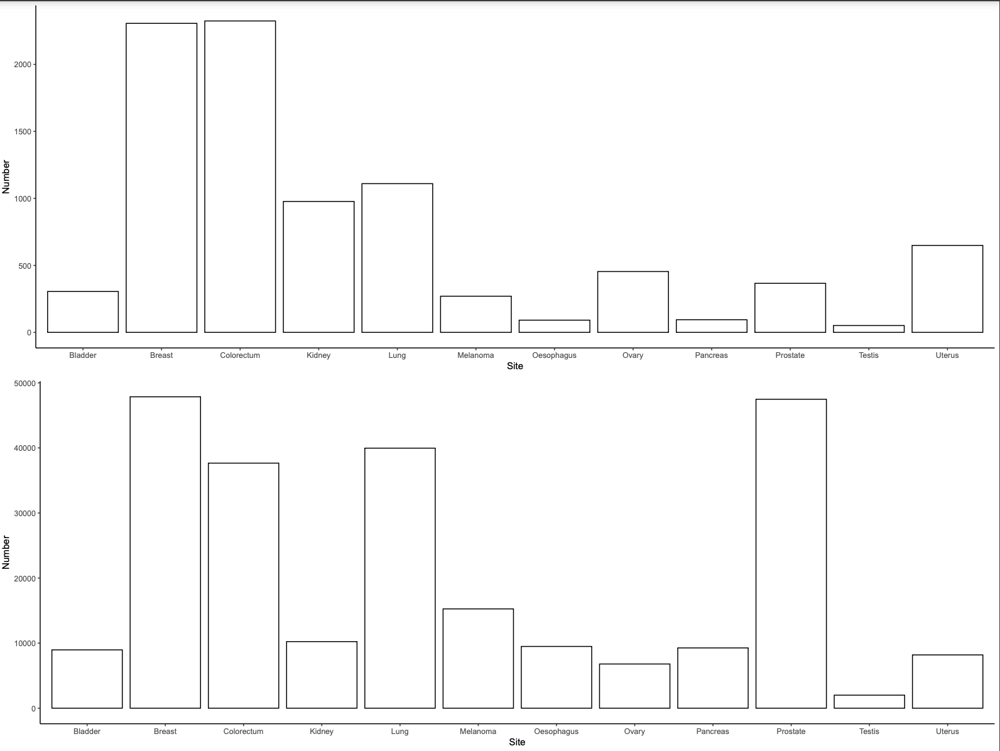 2000
1500
1000
500
0
Number
Bladder Breast Colorectum Kidney Lung Melanoma Oesophagus Ovary Pancreas Prostate Testis Uterus
Site
50000
40000
30000
20000
10000
0
Number
Bladder Breast Colorectum Kidney Lung Melanoma Oesophagus Ovary Pancreas Prostate Testis Uterus
Site